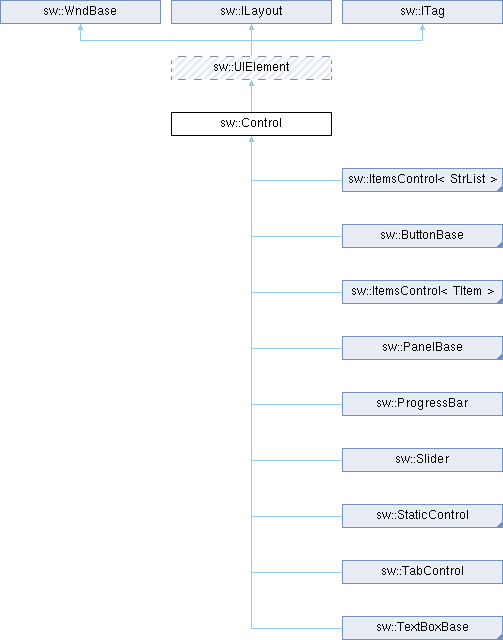 sw::WndBase
sw::ILayout
sw::ITag
sw::UIElement
sw::Control
sw::ItemsControl< StrList >
sw::ButtonBase
sw::ItemsControl< TItem >
sw::PanelBase
sw::ProgressBar
sw::Slider
sw::StaticControl
sw::TabControl
sw::TextBoxBase